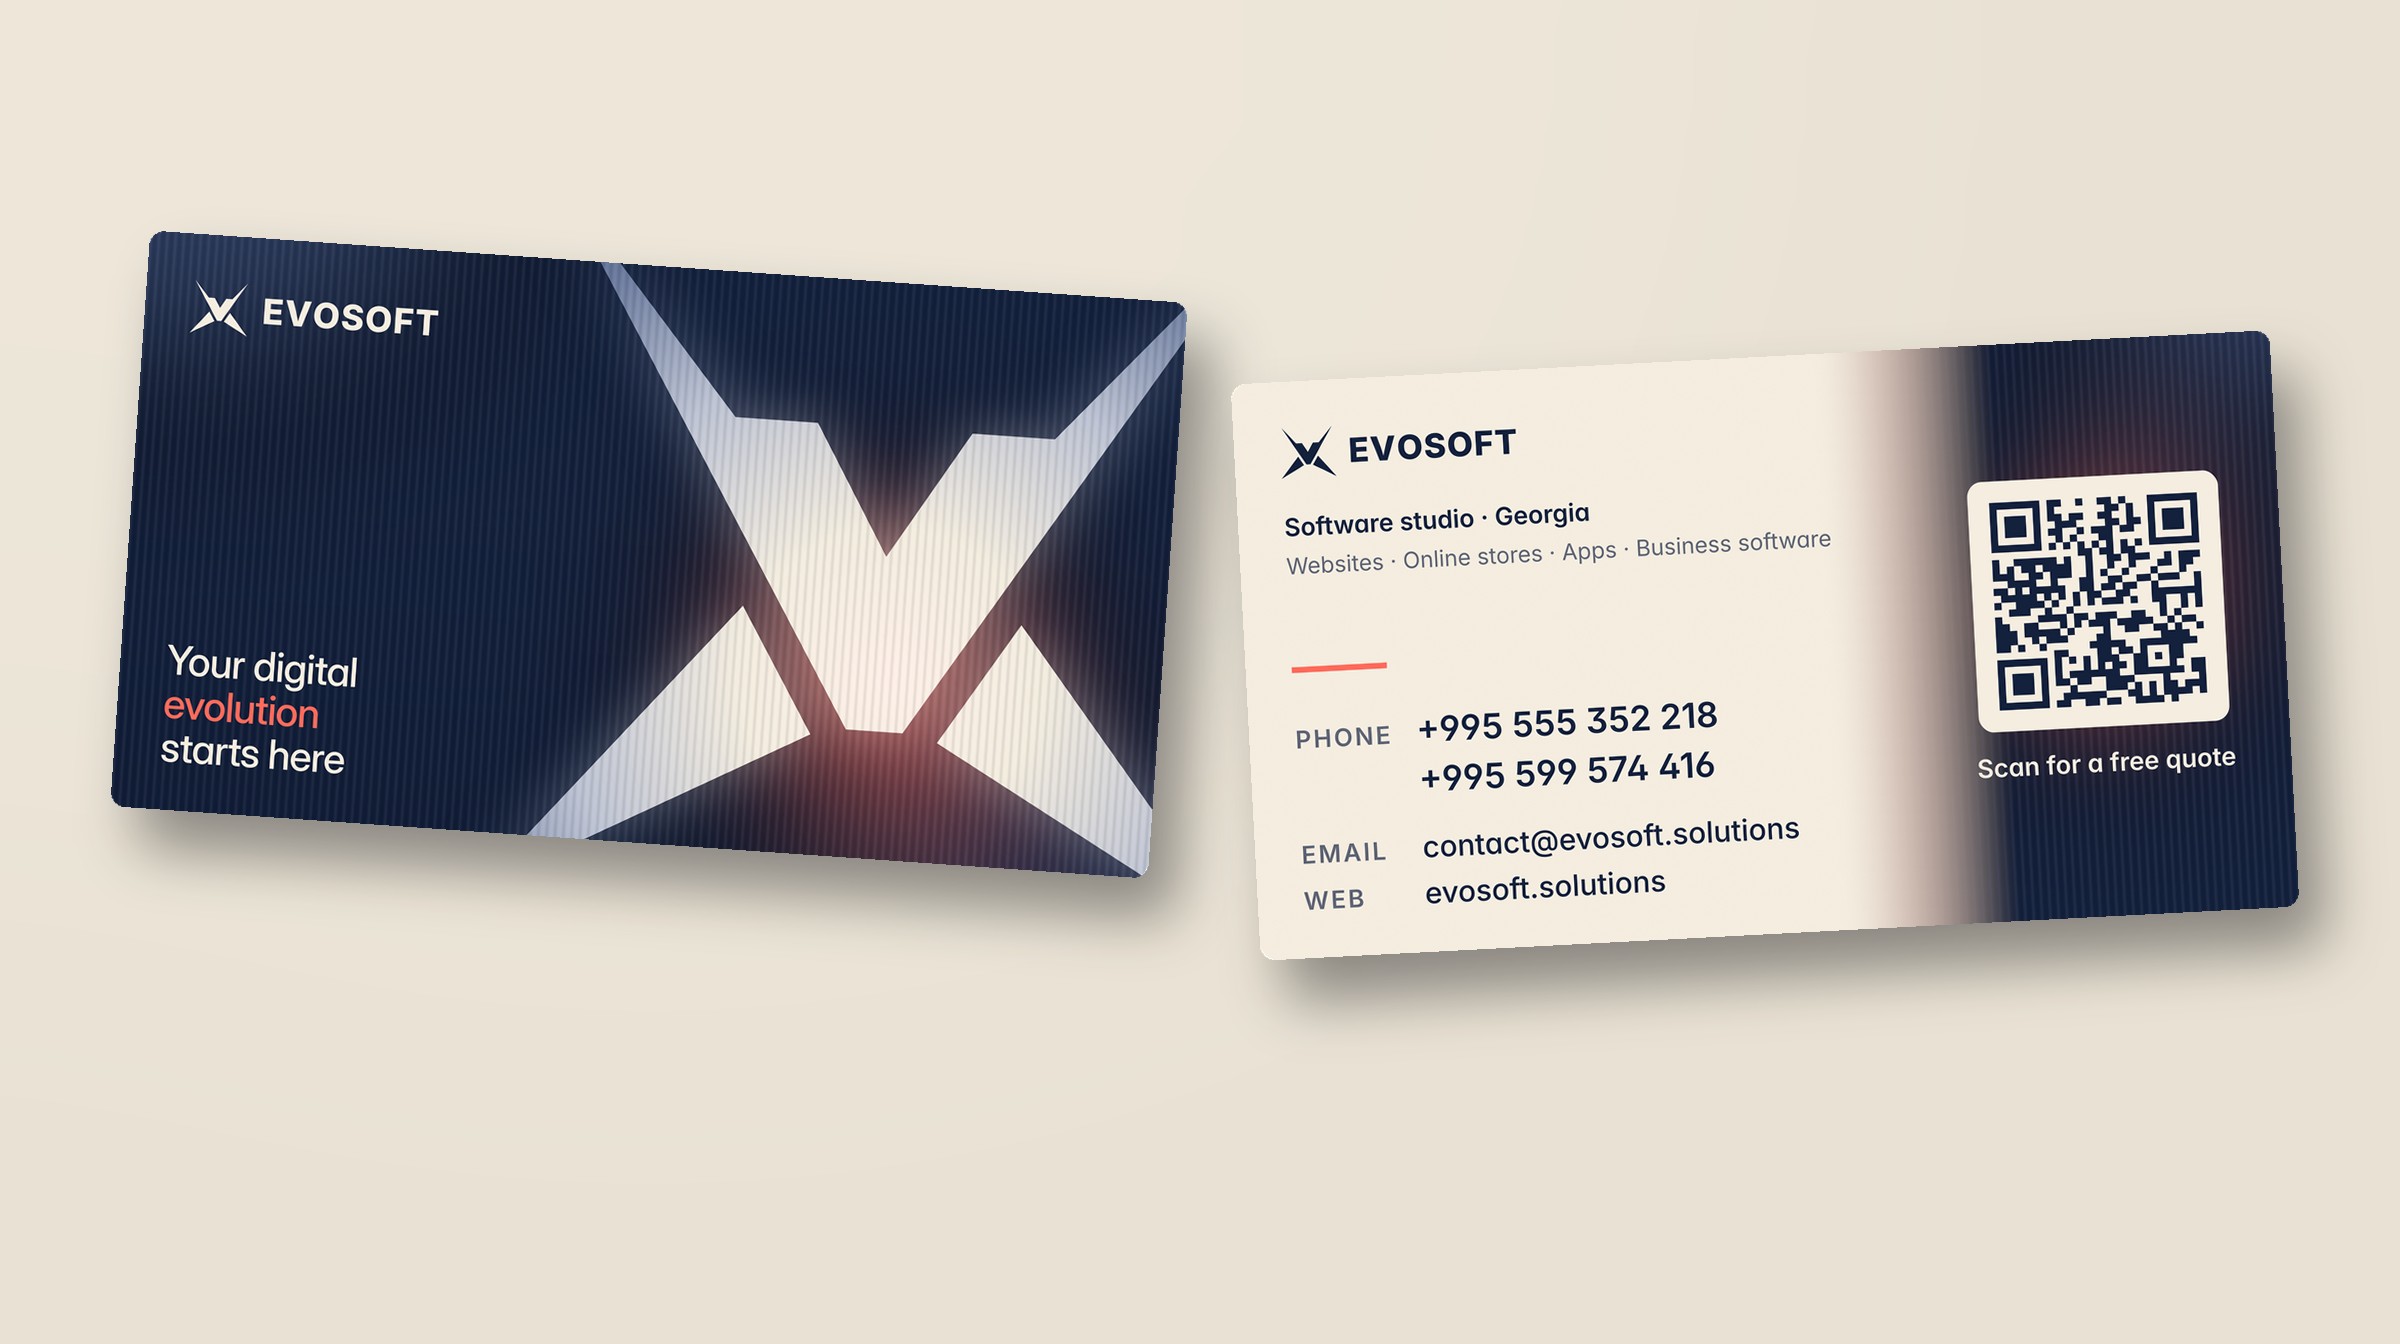 EVOSOFT
Your digital
evolution
starts here
EVOSOFT
Software studio · Georgia
Websites · Online stores · Apps · Business software
PHONE +995 555 352 218
+995 599 574 416
EMAIL contact@evosoft.solutions
WEB evosoft.solutions
Scan for a free quote